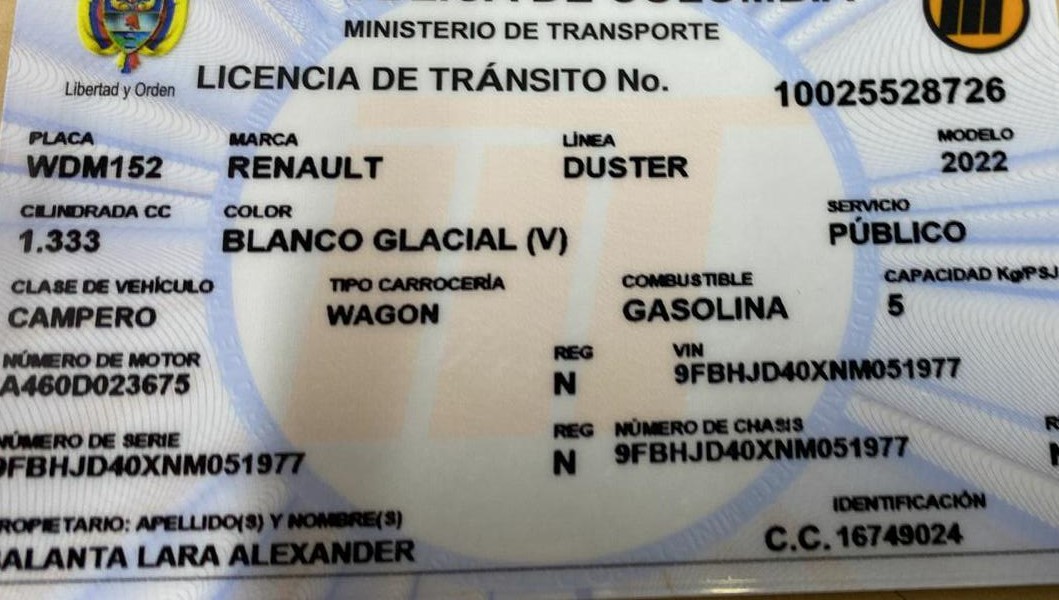 MINISTERIO DE TRANSPORTE
Libertad y Orden
LICENCIA DE TRÁNSITO No. 10025528726
PLACA MARCA LÍNEA MODELO
WDM152 RENAULT DUSTER 2022
CILINDRADA CC COLOR SERVICIO
1.333 BLANCO GLACIAL (V) PÚBLICO
CLASE DE VEHÍCULO TIPO CARROCERÍA COMBUSTIBLE CAPACIDAD Kg/PSJ
CAMPERO WAGON GASOLINA 5
NÚMERO DE MOTOR REG VIN
A460D023675 N 9FBHJD40XNM051977
NÚMERO DE SERIE REG NÚMERO DE CHASIS
9FBHJD40XNM051977 N 9FBHJD40XNM051977
ROPIETARIO: APELLIDO(S) Y NOMBRE(S) IDENTIFICACIÓN
ALANTA LARA ALEXANDER C.C. 16749024